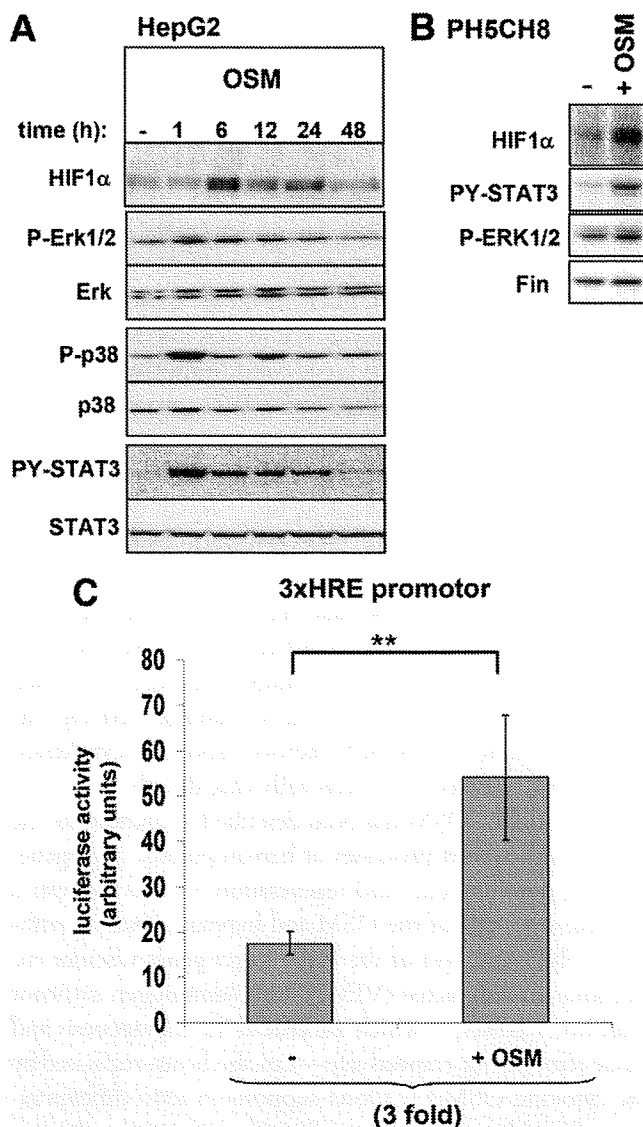 A
HepG2
OSM
time (h): - 1 6 12 24 48
HIF1α
P-Erk1/2
Erk
P-p38
p38
PY-STAT3
STAT3
B PH5CH8
- + OSM
HIF1α
PY-STAT3
P-ERK1/2
Fin
C
3xHRE promotor
**
luciferase activity
(arbitrary units)
80
70
60
50
40
30
20
10
0
- + OSM
(3 fold)